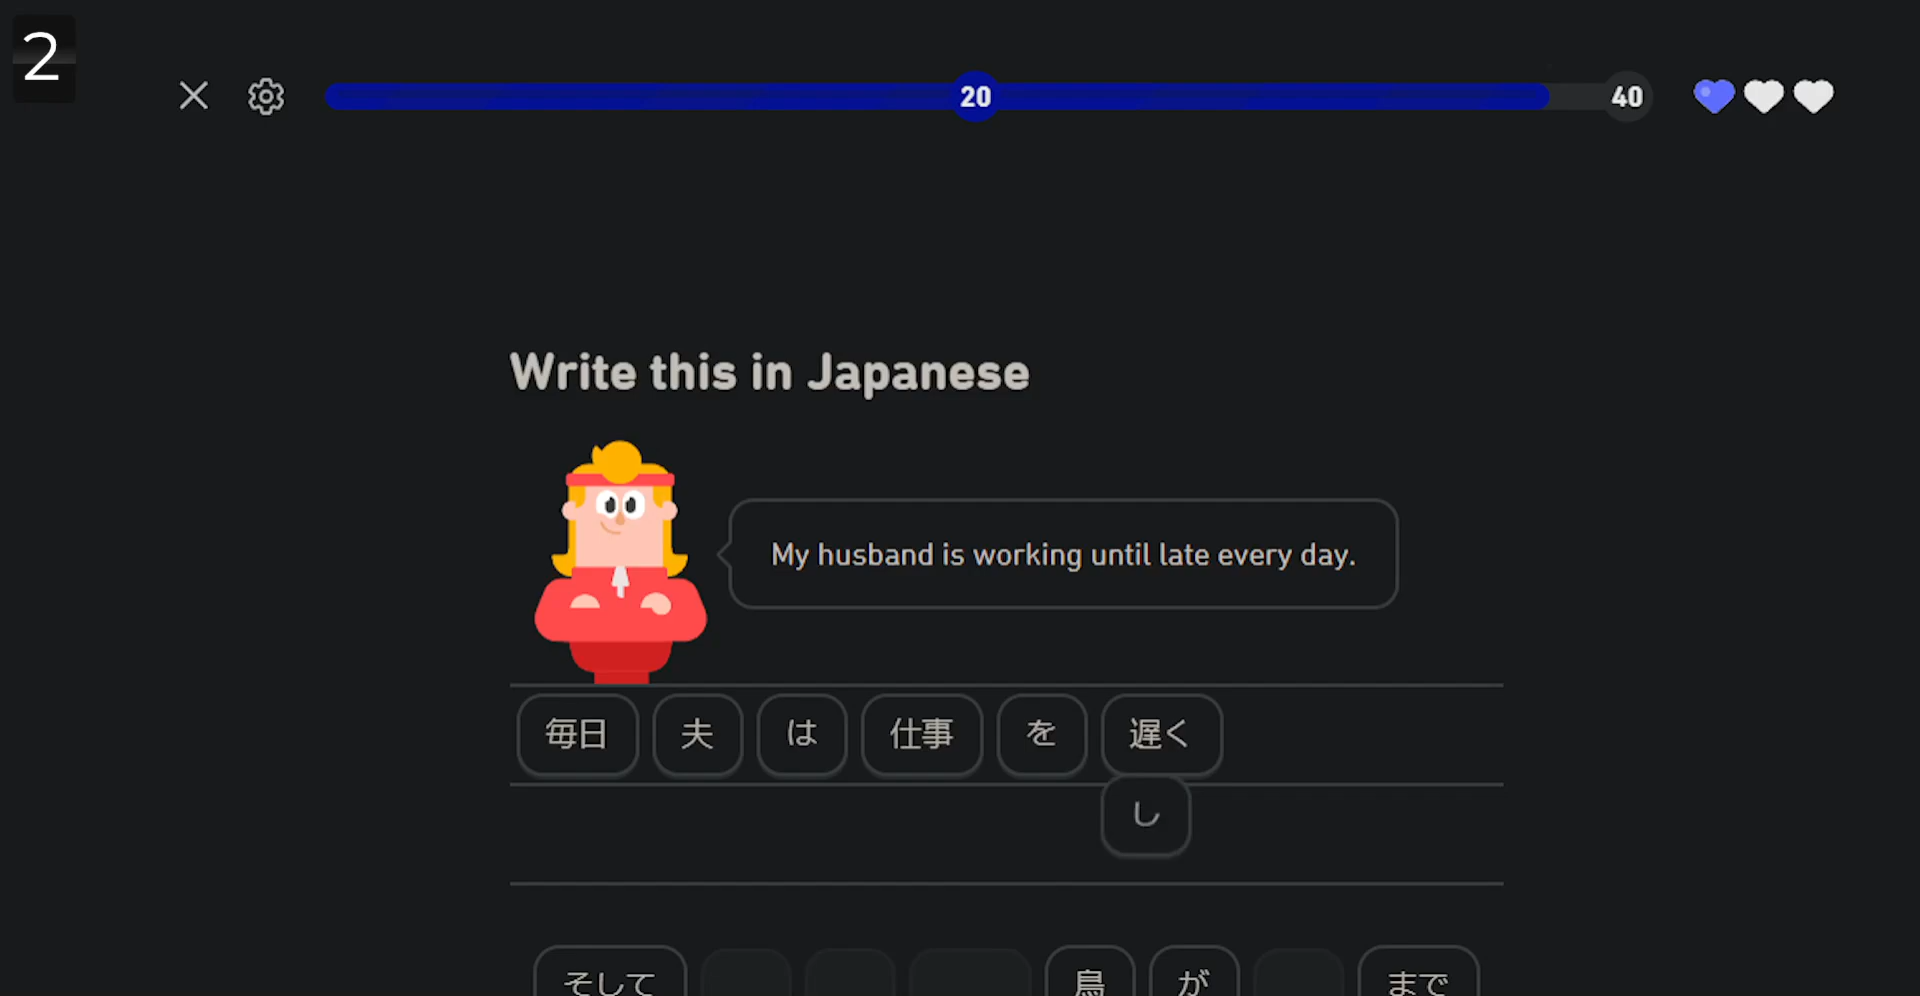 2
20
40
Write this in Japanese
My husband is working until late every day.
毎日 夫 は 仕事 を 遅く
し
そして 鳥 が まで